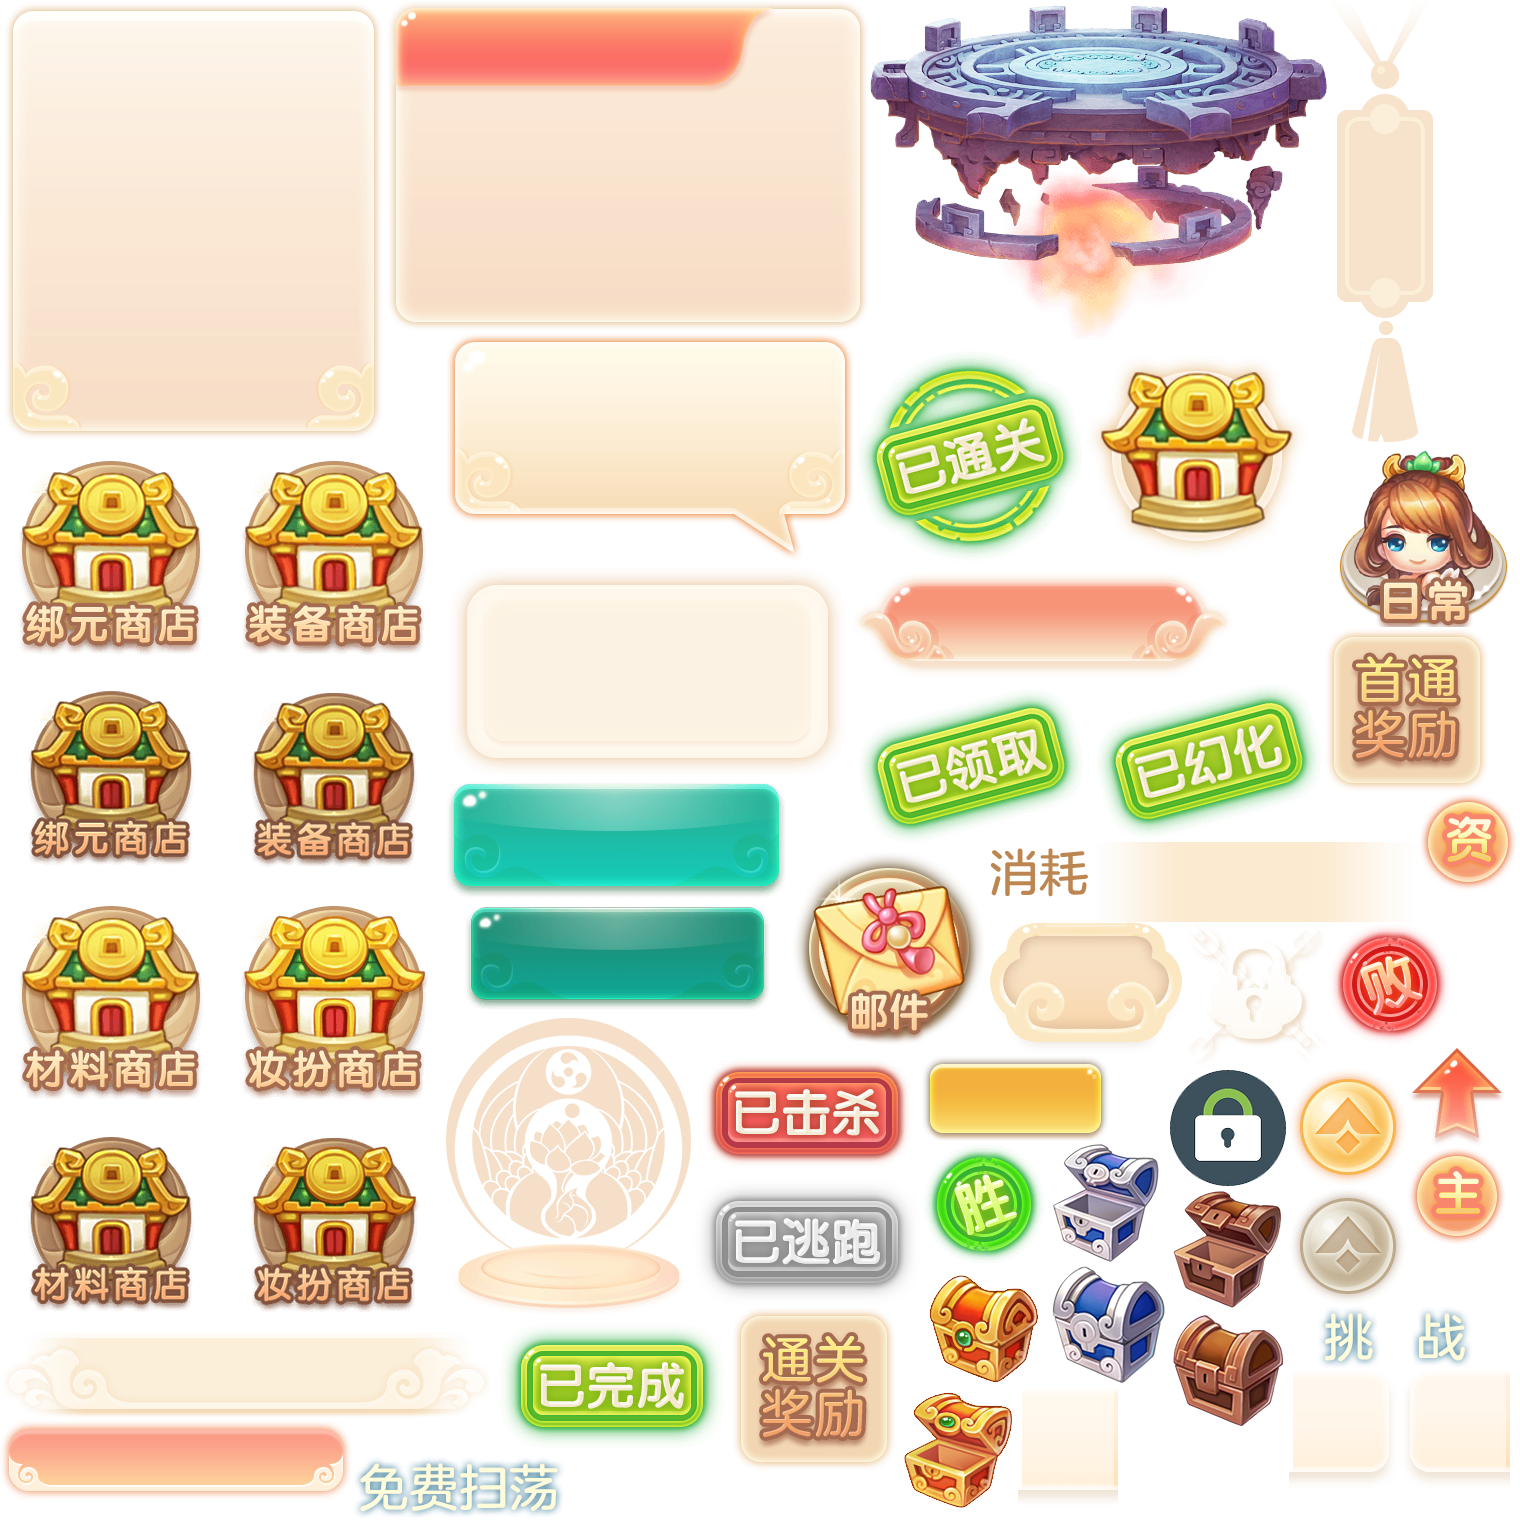 已通关
日常
绑元商店
装备商店
首通
奖励
已领取
已幻化
绑元商店
装备商店
资
消耗
邮件
败
材料商店
妆扮商店
已击杀
胜
主
已逃跑
材料商店
妆扮商店
挑战
已完成
通关
奖励
免费扫荡